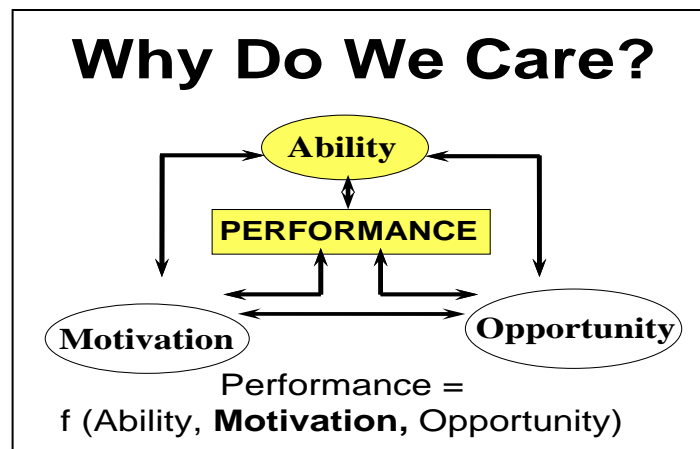 Why Do We Care?
Ability
PERFORMANCE
Motivation
Opportunity
Performance =
f (Ability, Motivation, Opportunity)